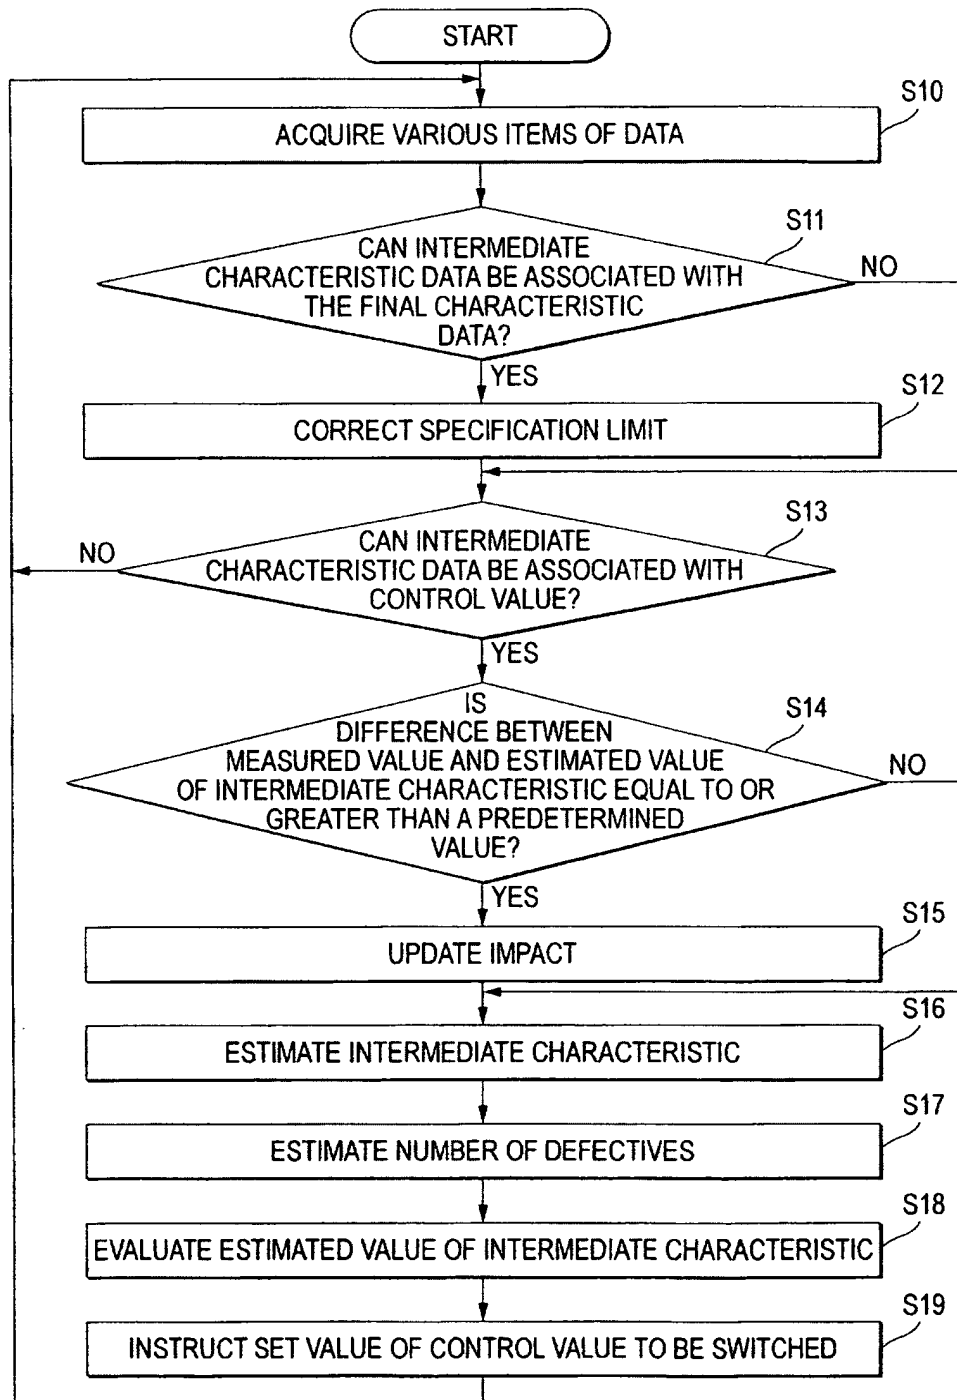 START
S10
ACQUIRE VARIOUS ITEMS OF DATA
S11
CAN INTERMEDIATE
CHARACTERISTIC DATA BE ASSOCIATED WITH
THE FINAL CHARACTERISTIC
DATA?
NO
YES
S12
CORRECT SPECIFICATION LIMIT
S13
CAN INTERMEDIATE
CHARACTERISTIC DATA BE ASSOCIATED WITH
CONTROL VALUE?
NO
YES
S14
IS
DIFFERENCE BETWEEN
MEASURED VALUE AND ESTIMATED VALUE
OF INTERMEDIATE CHARACTERISTIC EQUAL TO OR
GREATER THAN A PREDETERMINED
VALUE?
NO
YES
S15
UPDATE IMPACT
S16
ESTIMATE INTERMEDIATE CHARACTERISTIC
S17
ESTIMATE NUMBER OF DEFECTIVES
S18
EVALUATE ESTIMATED VALUE OF INTERMEDIATE CHARACTERISTIC
S19
INSTRUCT SET VALUE OF CONTROL VALUE TO BE SWITCHED